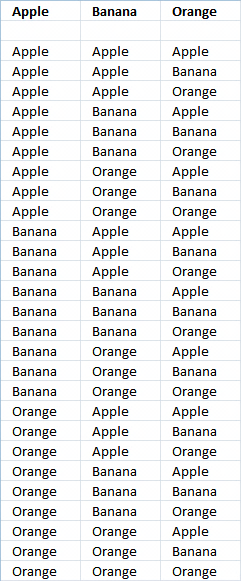 Apple Banana Orange
Apple Apple Apple
Apple Apple Banana
Apple Apple Orange
Apple Banana Apple
Apple Banana Banana
Apple Banana Orange
Apple Orange Apple
Apple Orange Banana
Apple Orange Orange
Banana Apple Apple
Banana Apple Banana
Banana Apple Orange
Banana Banana Apple
Banana Banana Banana
Banana Banana Orange
Banana Orange Apple
Banana Orange Banana
Banana Orange Orange
Orange Apple Apple
Orange Apple Banana
Orange Apple Orange
Orange Banana Apple
Orange Banana Banana
Orange Banana Orange
Orange Orange Apple
Orange Orange Banana
Orange Orange Orange